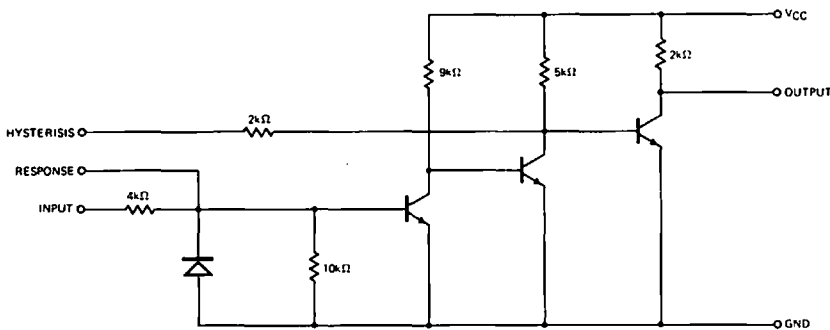 VCC
9kΩ
5kΩ
2kΩ
OUTPUT
2kΩ
HYSTERISIS
RESPONSE
4kΩ
INPUT
10kΩ
GND